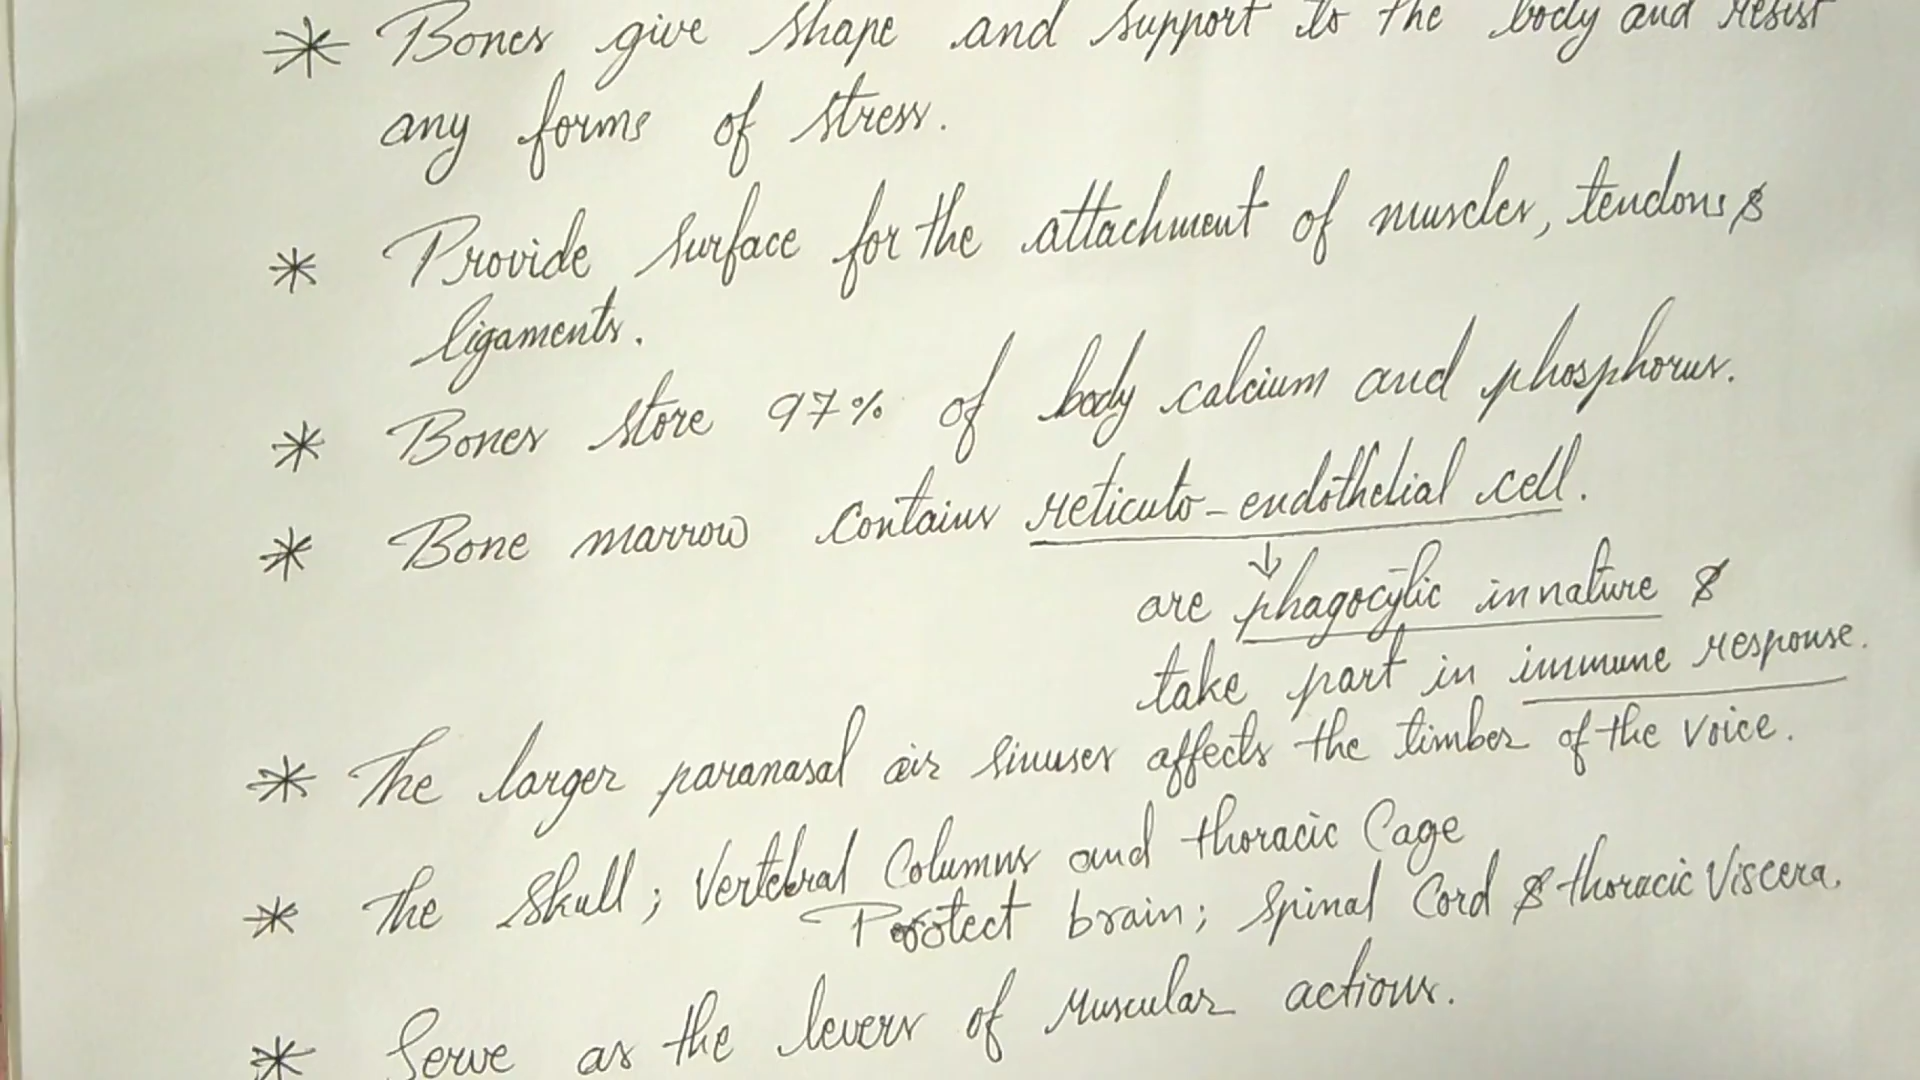 * Bones give shape and support to the body and resist
any forms of stress.
* Provide surface for the attachment of muscles, tendons &
ligaments.
* Bones store 97% of body calcium and phosphorus.
* Bone marrow contains reticulo-endothelial cell.
↓
are phagocytic in nature &
take part in immune response.
* The larger paranasal air sinuses affects the timber of the voice.
* The Skull; Vertebral Columns and thoracic Cage
Protect brain; Spinal Cord & thoracic Viscera.
* Serve as the levers of Muscular actions.